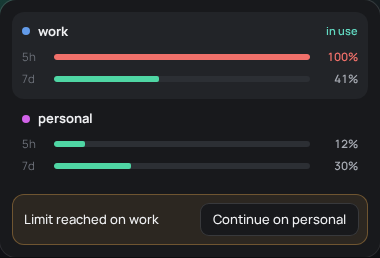 work in use
5h 100%
7d 41%
personal
5h 12%
7d 30%
Limit reached on work Continue on personal